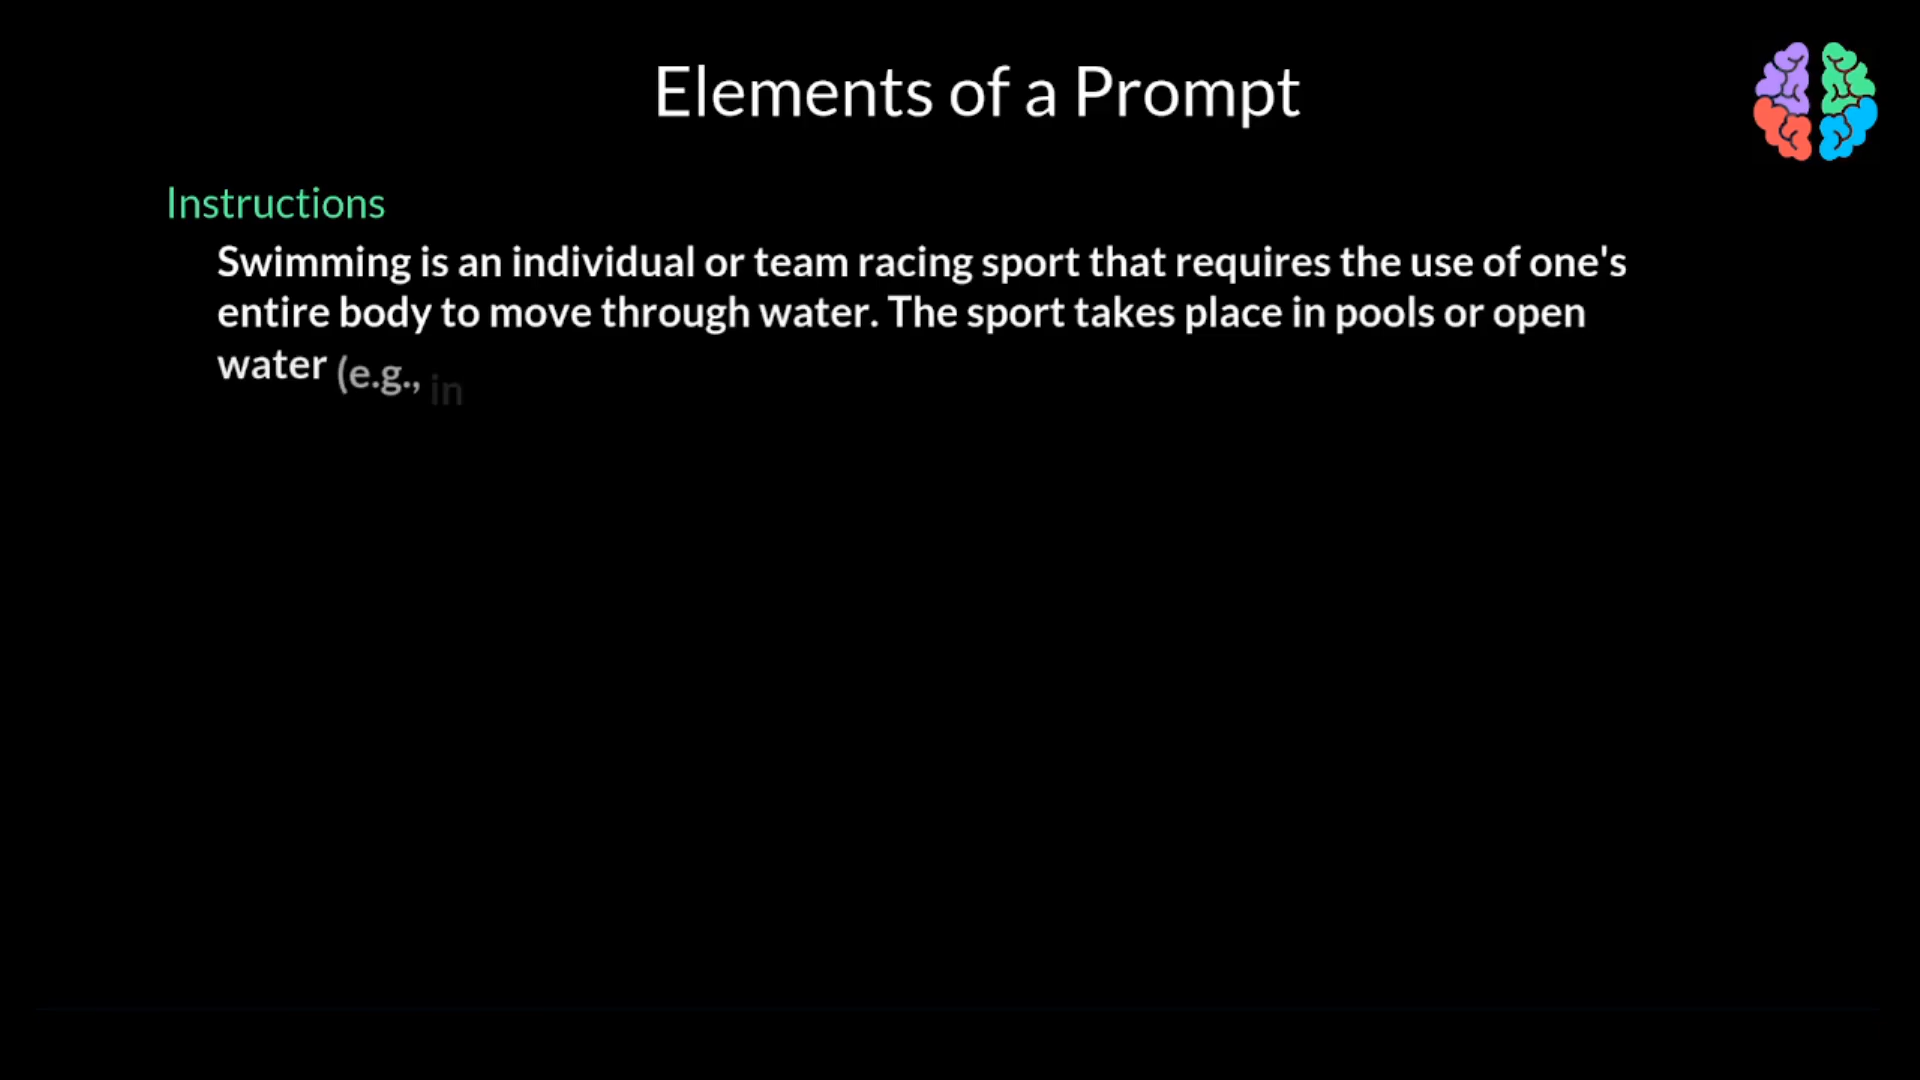 Elements of a Prompt
Instructions
Swimming is an individual or team racing sport that requires the use of one's
entire body to move through water. The sport takes place in pools or open
water (e.g., in